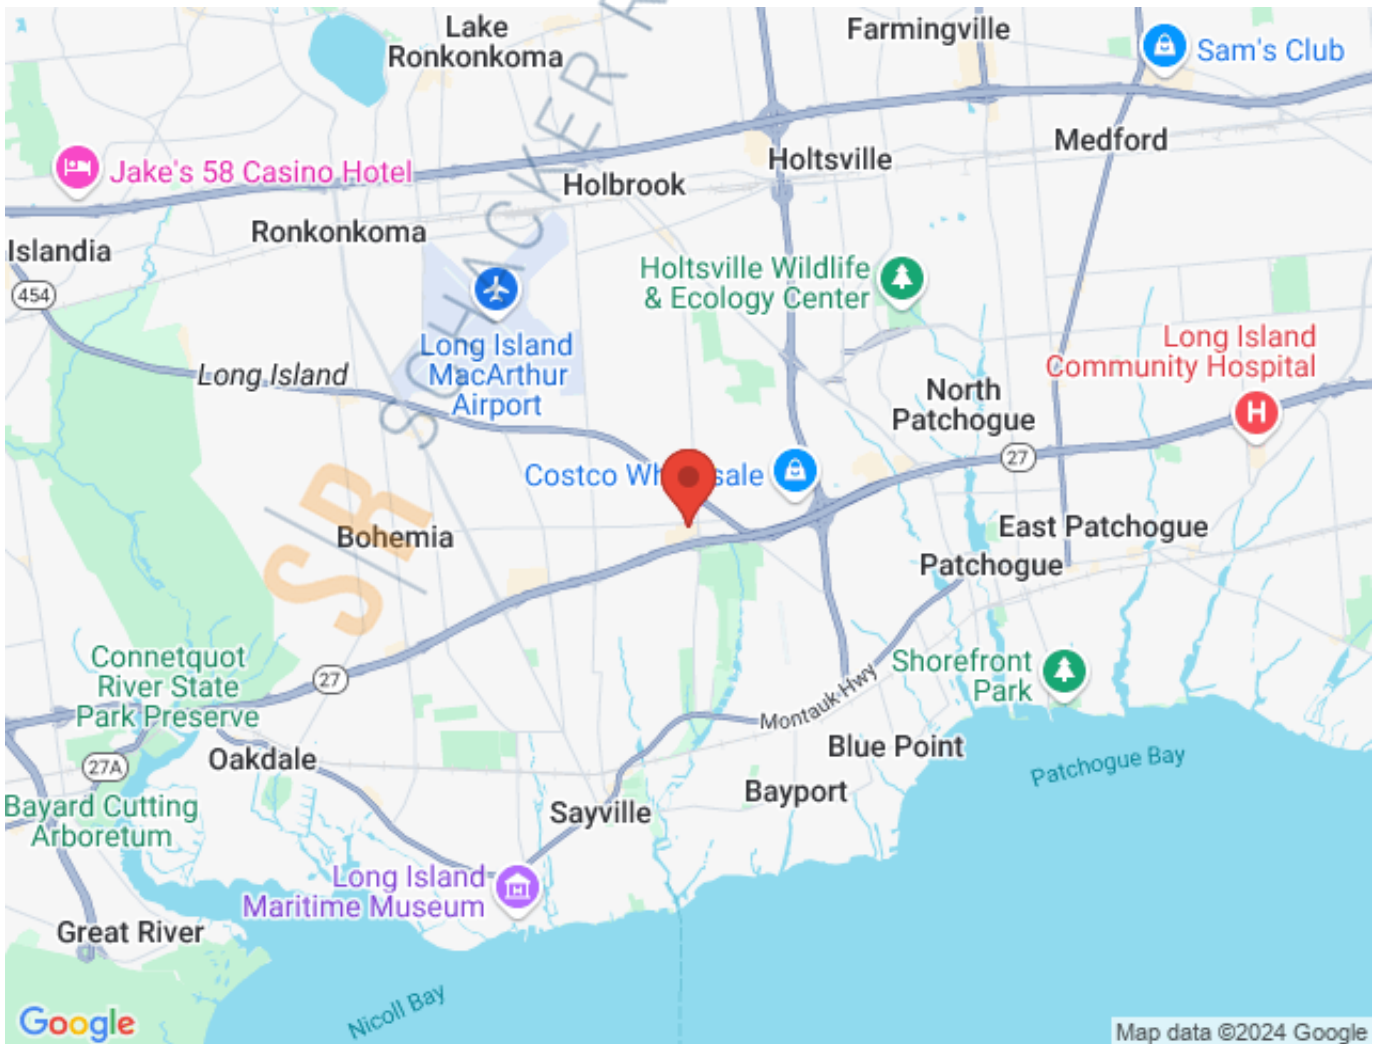 Lake
Ronkonkoma
Farmingville
Sam's Club
Medford
Jake's 58 Casino Hotel
Holtsville
Holbrook
Ronkonkoma
Islandia
454
Holtsville Wildlife
& Ecology Center
Long Island
MacArthur
Airport
Long Island
Long Island
Community Hospital
North
Patchogue
27
Costco Wh sale
Bohemia
East Patchogue
Patchogue
Connetquot
River State
Park Preserve
27
Shorefront
Park
Montauk Hwy
Blue Point
Oakdale
27A
Bayard Cutting
Arboretum
Bayport
Patchogue Bay
Sayville
Long Island
Maritime Museum
Great River
Nicoll Bay
S/R SCHACKER R
Google
Map data ©2024 Google